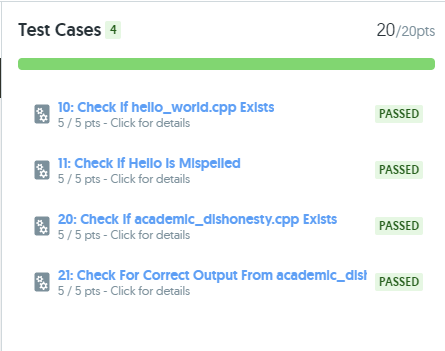 Test Cases 4 20/20pts
10: Check If hello_world.cpp Exists
5 / 5 pts - Click for details
PASSED
11: Check If Hello is Mispelled
5 / 5 pts - Click for details
PASSED
20: Check If academic_dishonesty.cpp Exists
5 / 5 pts - Click for details
PASSED
21: Check For Correct Output From academic_dish
5 / 5 pts - Click for details
PASSED